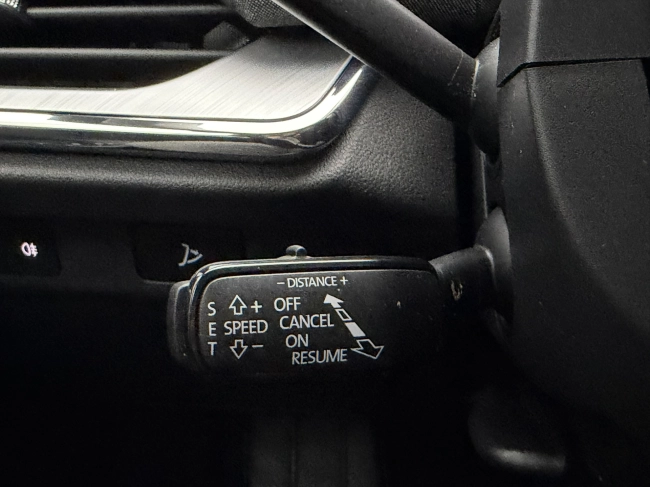 - DISTANCE +
S + OFF
E SPEED CANCEL
T - ON
RESUME